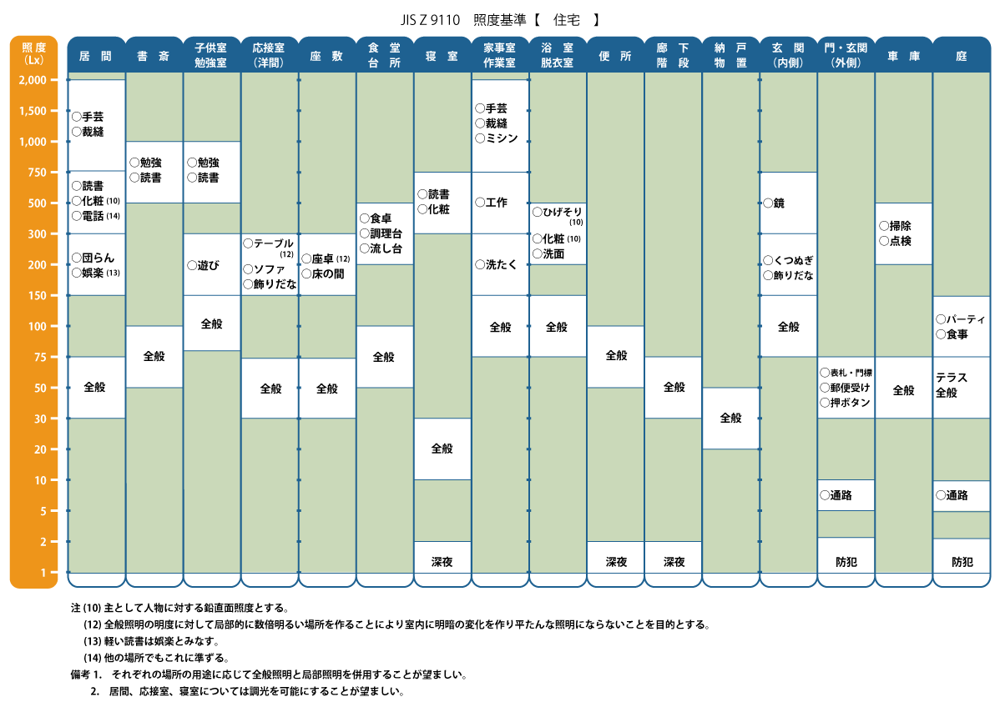 JIS Z 9110 照度基準【 住宅 】
照度
(Lx)
2,000
1,500
1,000
750
500
300
200
150
100
75
50
30
20
10
5
2
1
居間
○手芸
○裁縫
○読書
○化粧 (10)
○電話 (14)
○団らん
○娯楽 (13)
全般
書斎
○勉強
○読書
全般
子供室
勉強室
○勉強
○読書
○遊び
全般
応接室
(洋間)
○テーブル
(12)
○ソファ
○飾りだな
全般
座敷
○座卓 (12)
○床の間
全般
食堂
台所
○食卓
○調理台
○流し台
全般
寝室
○読書
○化粧
全般
深夜
家事室
作業室
○手芸
○裁縫
○ミシン
○工作
○洗たく
全般
浴室
脱衣室
○ひげそり
(10)
○化粧 (10)
○洗面
全般
便所
全般
深夜
廊下
階段
全般
深夜
納戸
物置
全般
玄関
(内側)
○鏡
○くつぬぎ
○飾りだな
全般
門・玄関
(外側)
○表札・門標
○郵便受け
○押ボタン
○通路
防犯
車庫
○掃除
○点検
全般
庭
○パーティ
○食事
テラス
全般
○通路
防犯
注 (10) 主として人物に対する鉛直面照度とする。
(12) 全般照明の明度に対して局部的に数倍明るい場所を作ることにより室内に明暗の変化を作り平たんな照明にならないことを目的とする。
(13) 軽い読書は娯楽とみなす。
(14) 他の場所でもこれに準ずる。
備考 1. それぞれの場所の用途に応じて全般照明と局部照明を併用することが望ましい。
2. 居間、応接室、寝室については調光を可能にすることが望ましい。